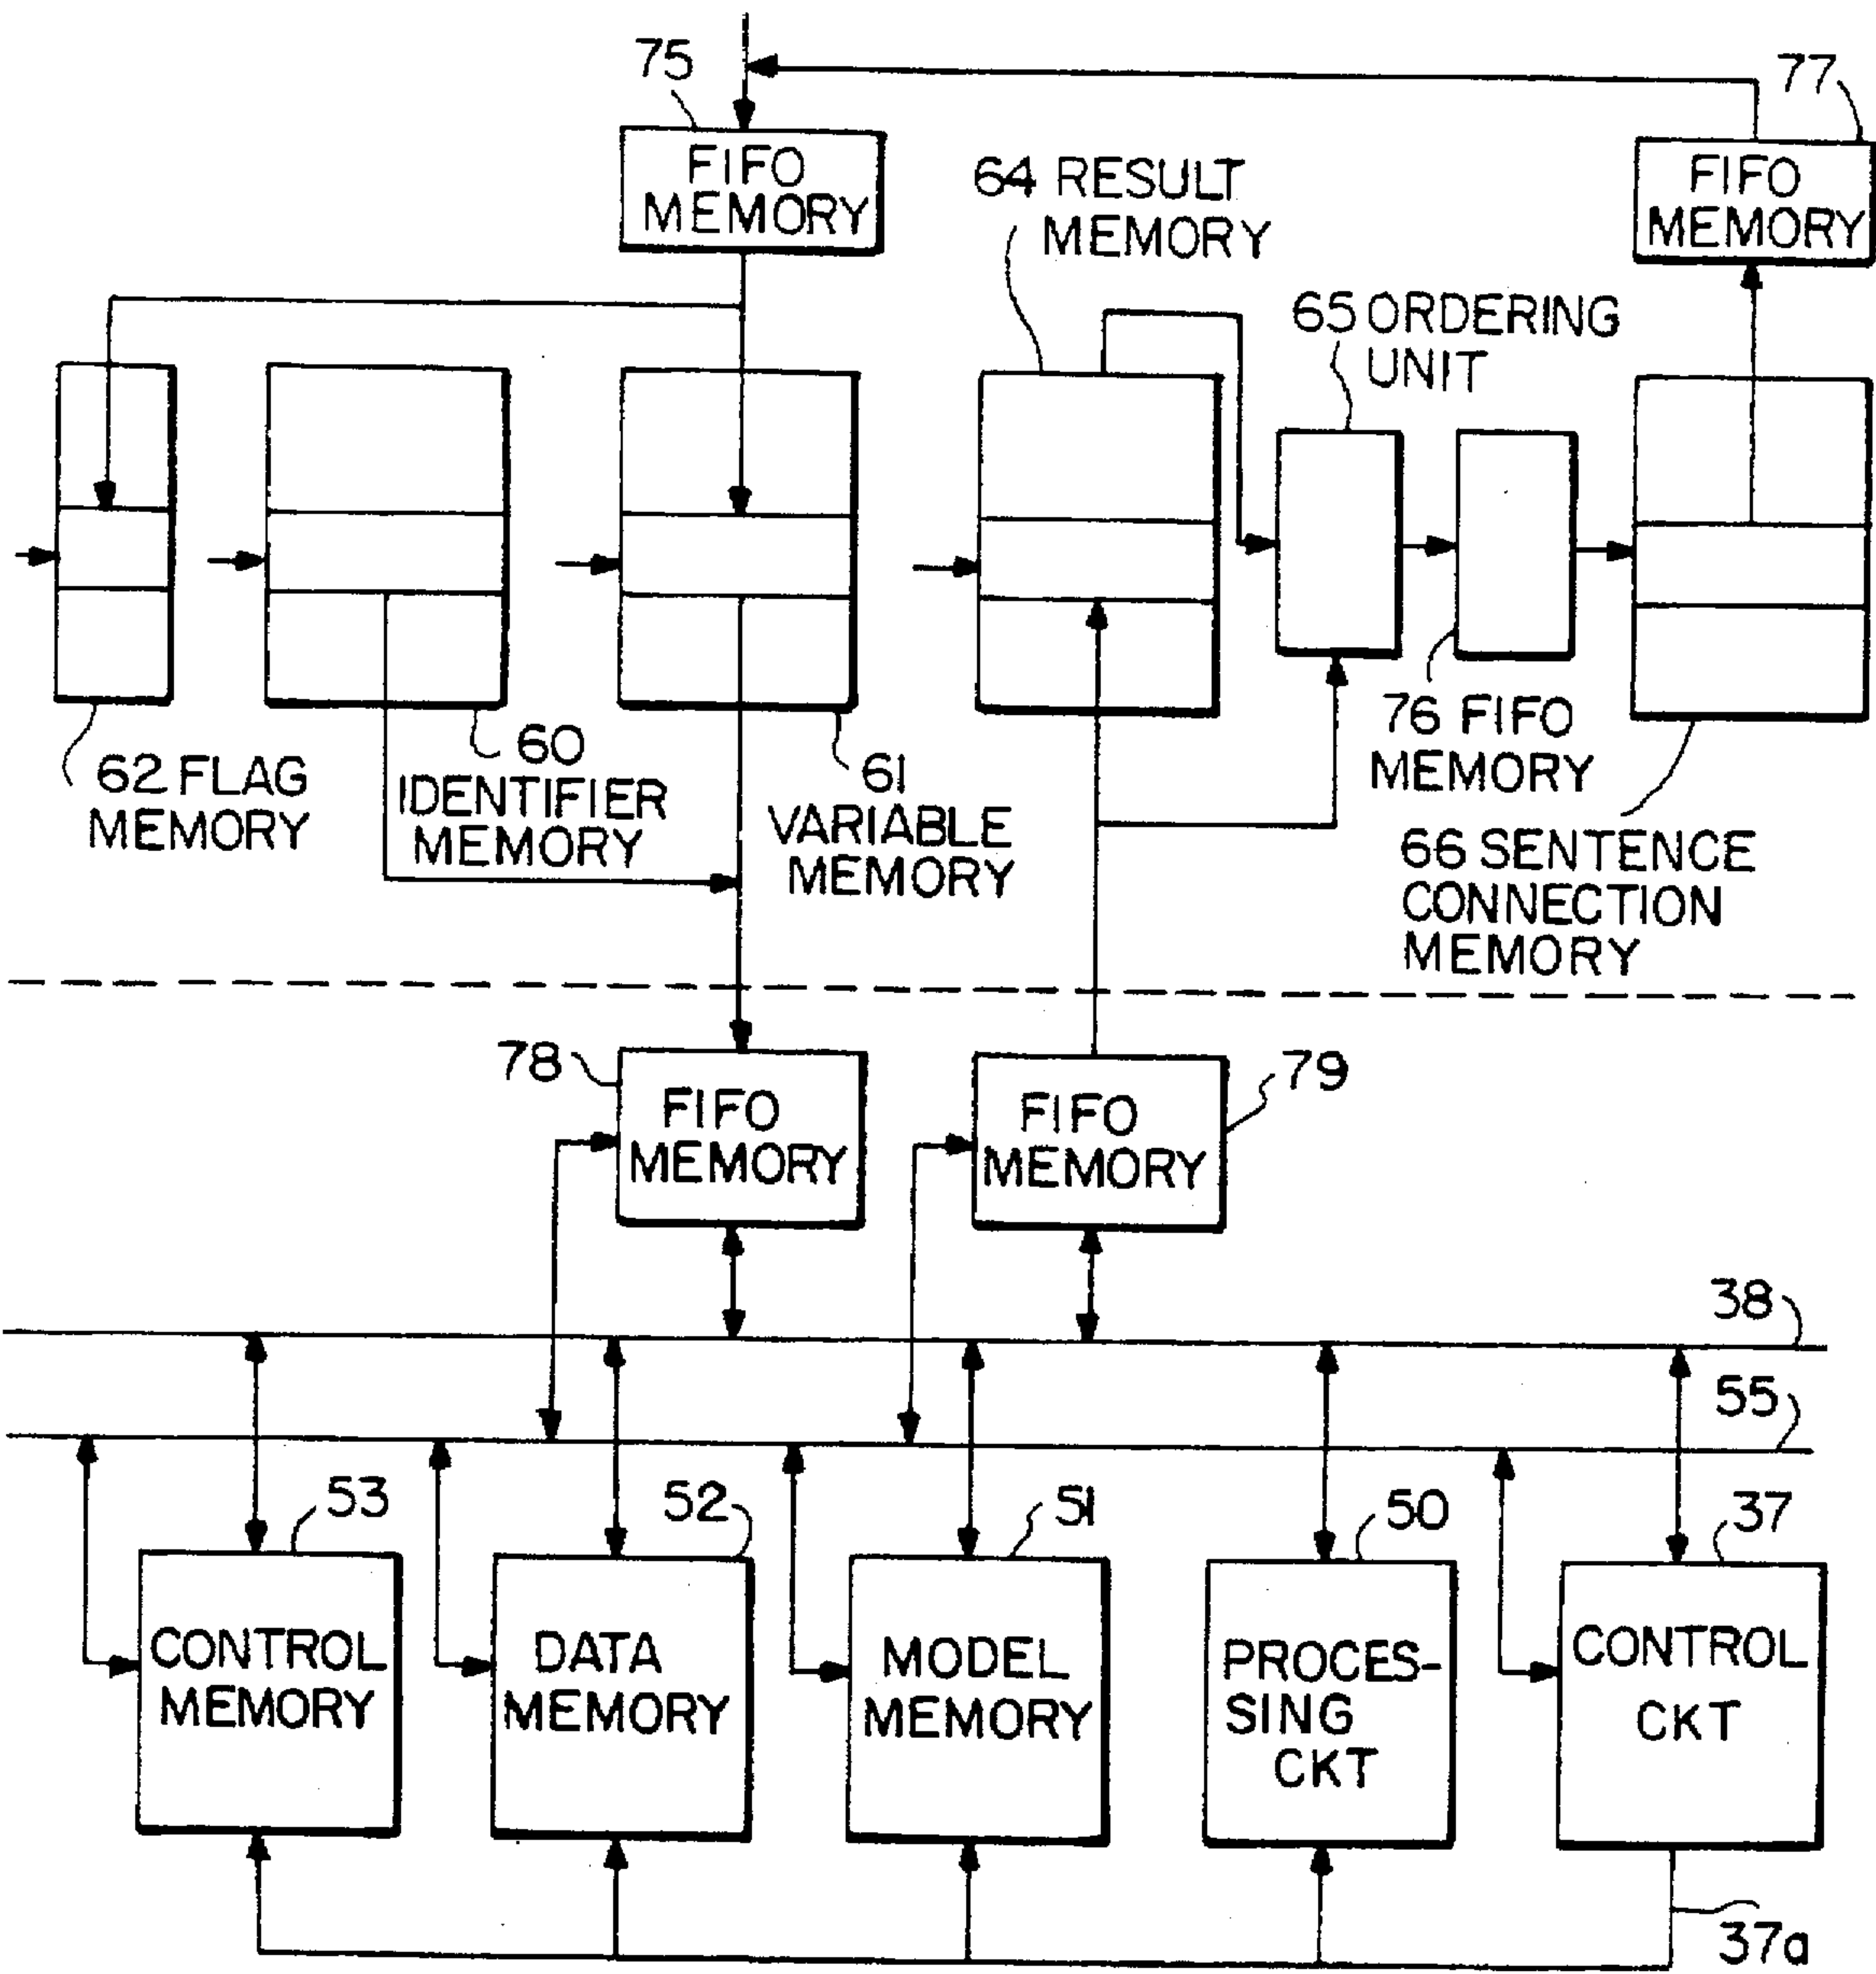 75
FIFO
MEMORY
77
FIFO
MEMORY
64 RESULT
MEMORY
65 ORDERING
UNIT
62 FLAG
MEMORY
60
IDENTIFIER
MEMORY
61
VARIABLE
MEMORY
76 FIFO
MEMORY
66 SENTENCE
CONNECTION
MEMORY
78
FIFO
MEMORY
79
FIFO
MEMORY
38
55
53
CONTROL
MEMORY
52
DATA
MEMORY
51
MODEL
MEMORY
50
PROCES-
SING
CKT
37
CONTROL
CKT
37a